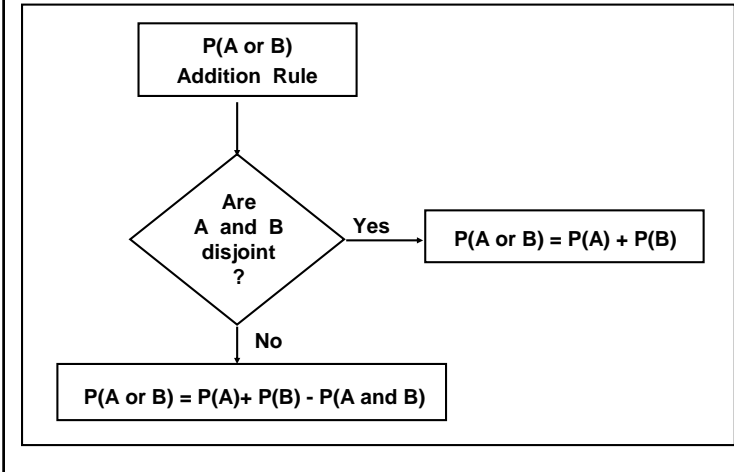 P(A or B)
Addition Rule
Are
A and B
disjoint
?
Yes
P(A or B) = P(A) + P(B)
No
P(A or B) = P(A)+ P(B) - P(A and B)